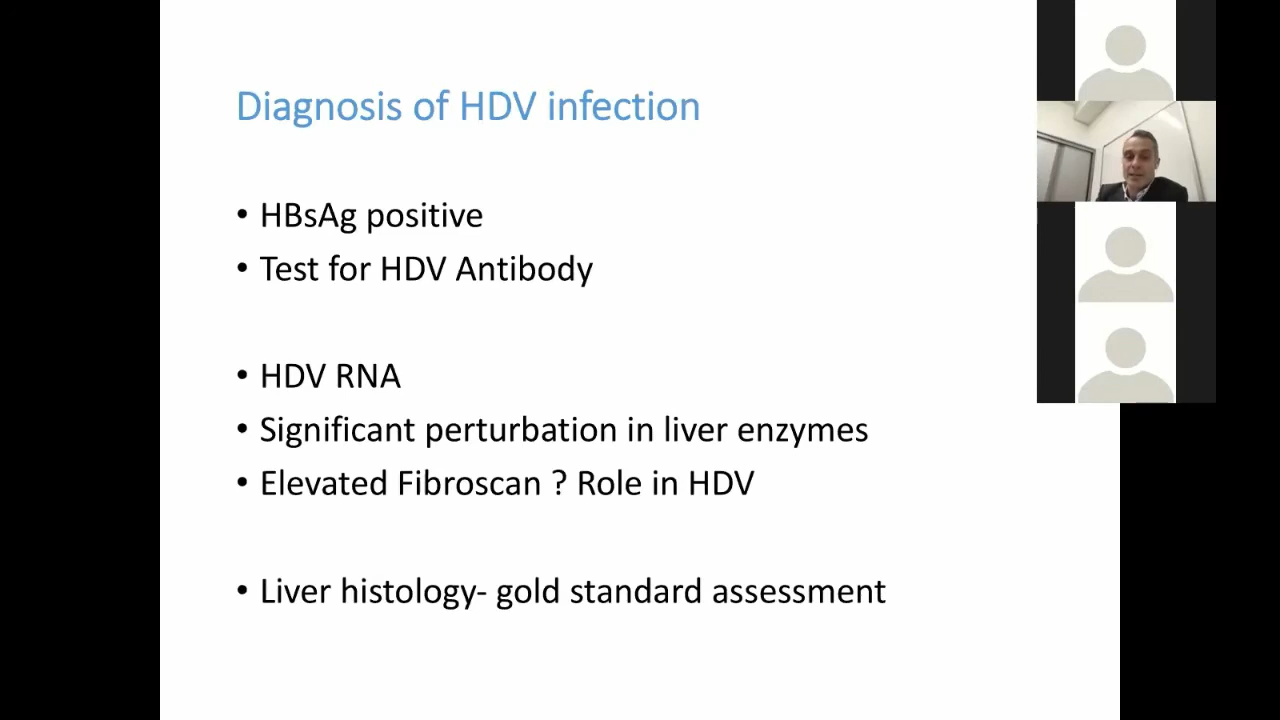 Diagnosis of HDV infection
• HBsAg positive
• Test for HDV Antibody
• HDV RNA
• Significant perturbation in liver enzymes
• Elevated Fibroscan ? Role in HDV
• Liver histology- gold standard assessment